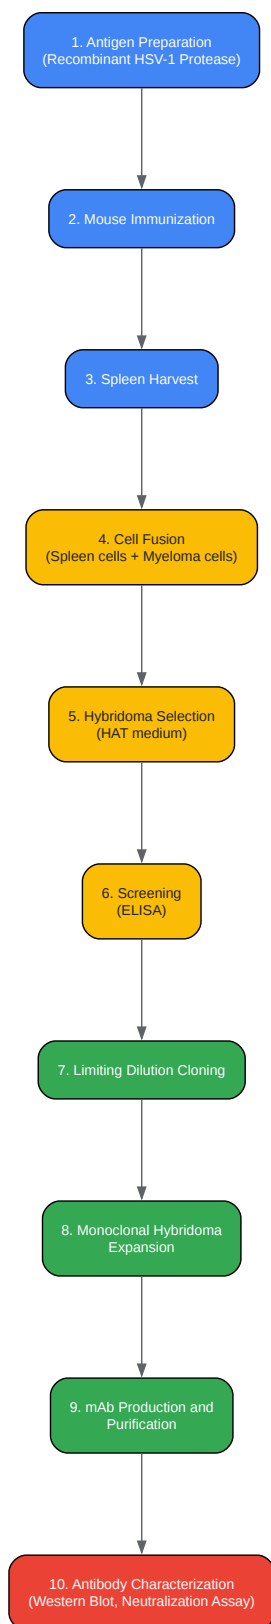 1. Antigen Preparation
(Recombinant HSV-1 Protease)
2. Mouse Immunization
3. Spleen Harvest
4. Cell Fusion
(Spleen cells + Myeloma cells)
5. Hybridoma Selection
(HAT medium)
6. Screening
(ELISA)
7. Limiting Dilution Cloning
8. Monoclonal Hybridoma
Expansion
9. mAb Production and
Purification
10. Antibody Characterization
(Western Blot, Neutralization Assay)